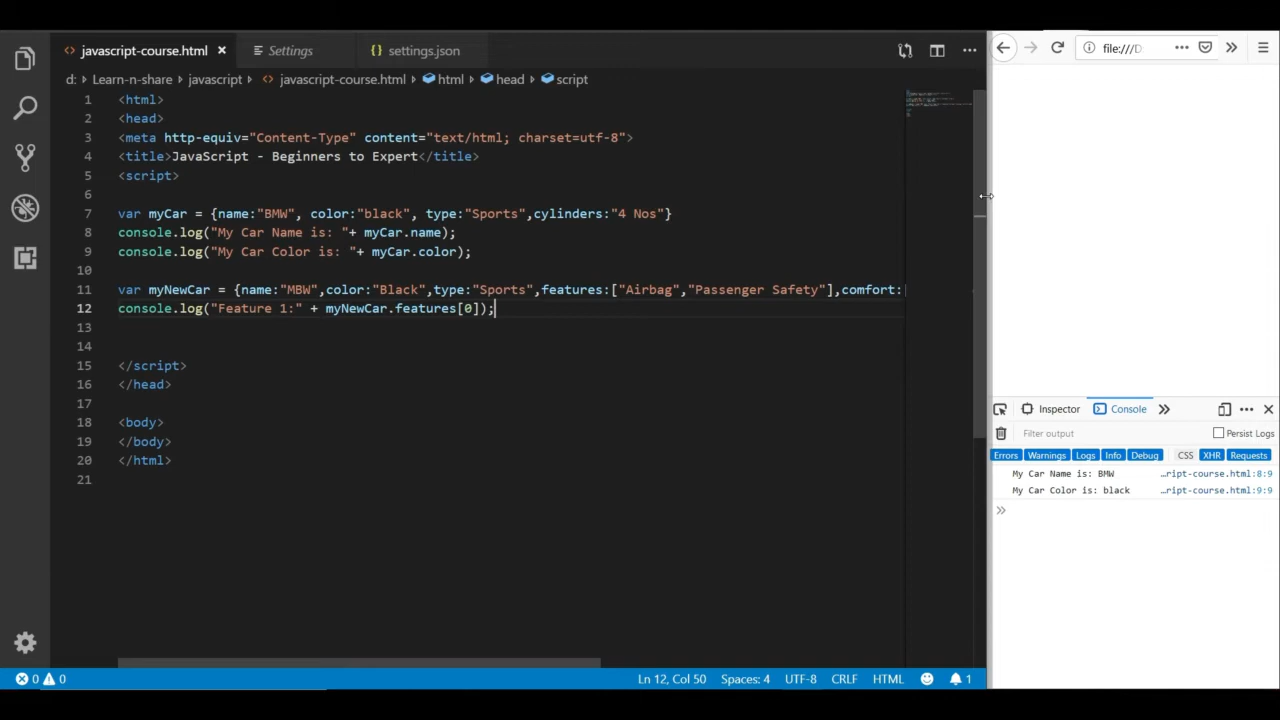 javascript-course.html Settings settings.json
file:///D:
d: Learn-n-share javascript javascript-course.html html head script
1 <html>
2 <head>
3 <meta http-equiv="Content-Type" content="text/html; charset=utf-8">
4 <title>JavaScript - Beginners to Expert</title>
5 <script>
6
7 var myCar = {name:"BMW", color:"black", type:"Sports",cylinders:"4 Nos"}
8 console.log("My Car Name is: "+ myCar.name);
9 console.log("My Car Color is: "+ myCar.color);
10
11 var myNewCar = {name:"MBW",color:"Black",type:"Sports",features:["Airbag","Passenger Safety"],comfort:[
12 console.log("Feature 1:" + myNewCar.features[0]);
13
14
15 </script>
16 </head>
17
18 <body>
19 </body>
20 </html>
21
Inspector Console
Filter output Persist Logs
Errors Warnings Logs Info Debug CSS XHR Requests
My Car Name is: BMW …ript-course.html:8:9
My Car Color is: black …ript-course.html:9:9
0 0 Ln 12, Col 50 Spaces: 4 UTF-8 CRLF HTML 1